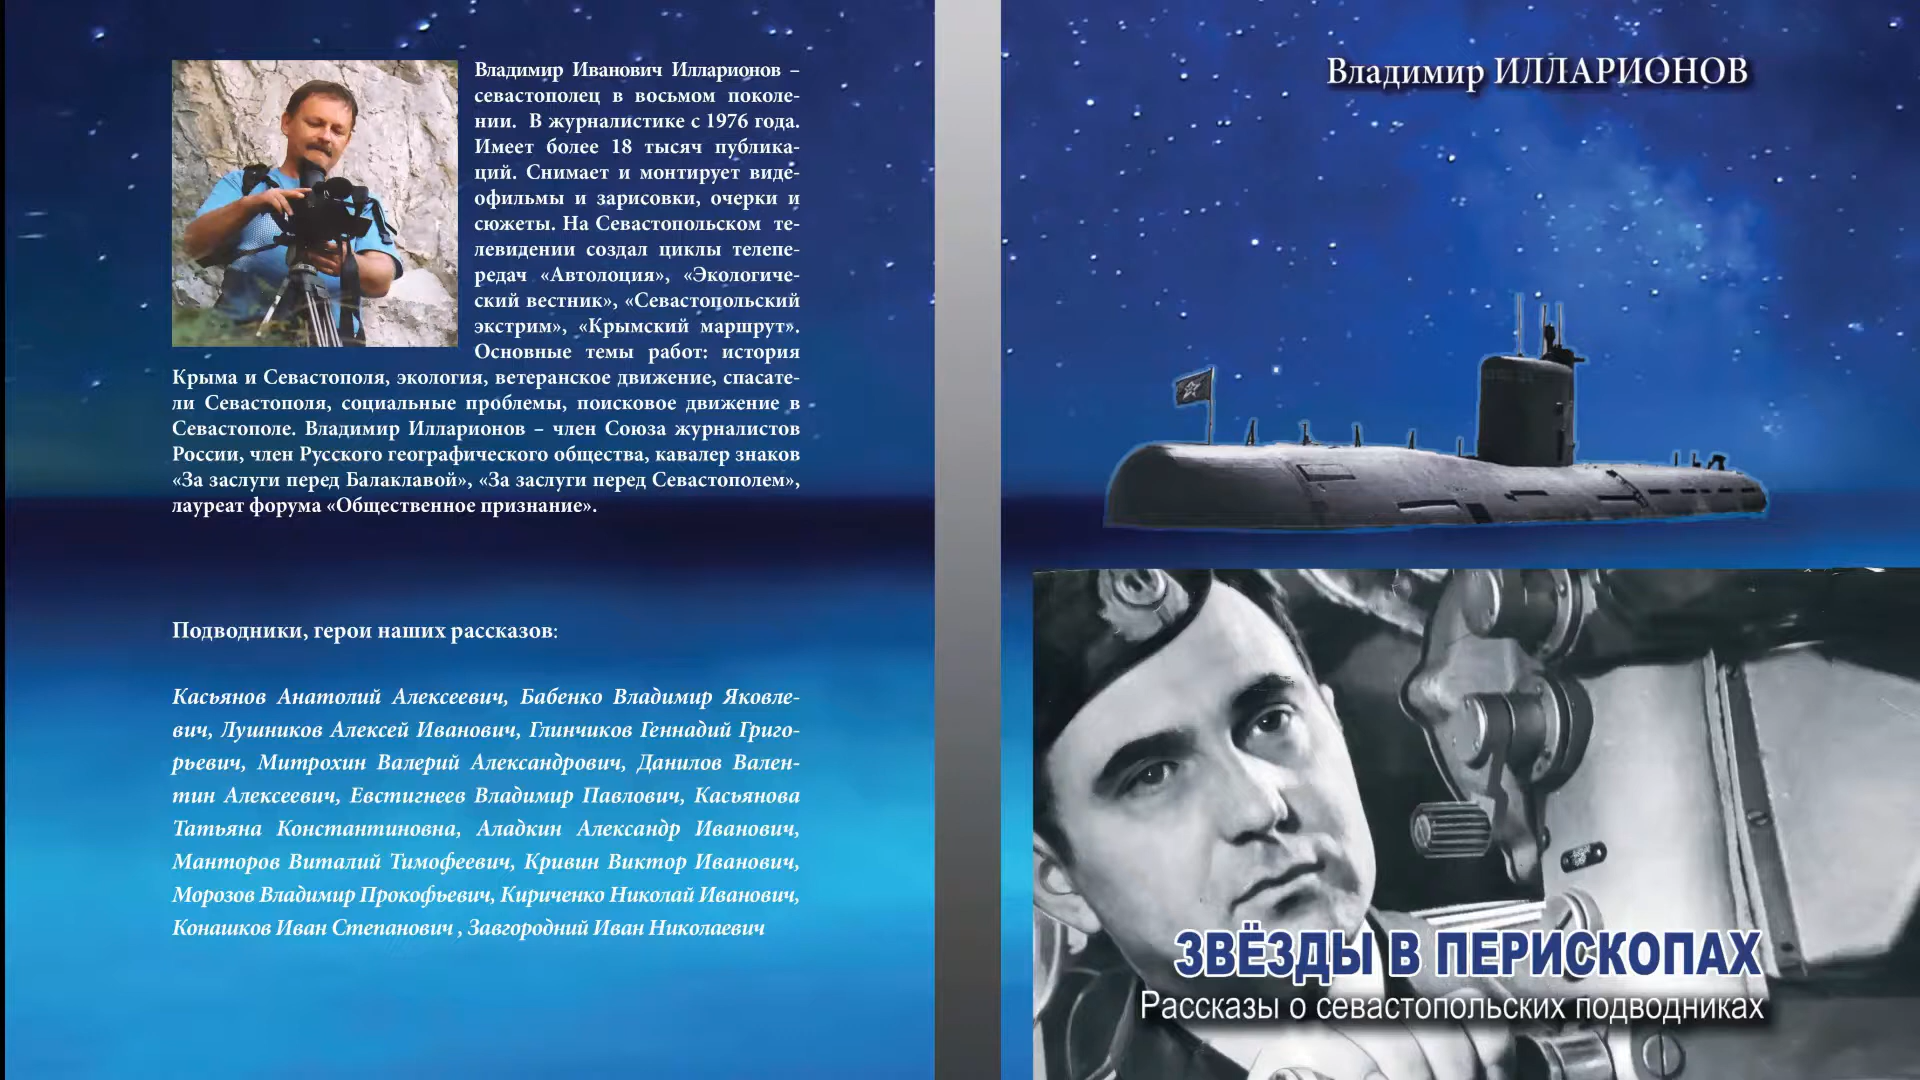 Владимир Иванович Илларионов –
севастополец в восьмом поколе-
нии. В журналистике с 1976 года.
Имеет более 18 тысяч публика-
ций. Снимает и монтирует виде-
офильмы и зарисовки, очерки и
сюжеты. На Севастопольском те-
левидении создал циклы телепе-
редач «Автолоция», «Экологиче-
ский вестник», «Севастопольский
экстрим», «Крымский маршрут».
Основные темы работ: история
Крыма и Севастополя, экология, ветеранское движение, спасате-
ли Севастополя, социальные проблемы, поисковое движение в
Севастополе. Владимир Илларионов – член Союза журналистов
России, член Русского географического общества, кавалер знаков
«За заслуги перед Балаклавой», «За заслуги перед Севастополем»,
лауреат форума «Общественное признание».
Подводники, герои наших рассказов:
Касьянов Анатолий Алексеевич, Бабенко Владимир Яковле-
вич, Лушников Алексей Иванович, Глинчиков Геннадий Григо-
рьевич, Митрохин Валерий Александрович, Данилов Вален-
тин Алексеевич, Евстигнеев Владимир Павлович, Касьянова
Татьяна Константиновна, Аладкин Александр Иванович,
Манторов Виталий Тимофеевич, Кривин Виктор Иванович,
Морозов Владимир Прокофьевич, Кириченко Николай Иванович,
Конашков Иван Степанович , Завгородний Иван Николаевич
Владимир ИЛЛАРИОНОВ
ЗВЁЗДЫ В ПЕРИСКОПАХ
Рассказы о севастопольских подводниках